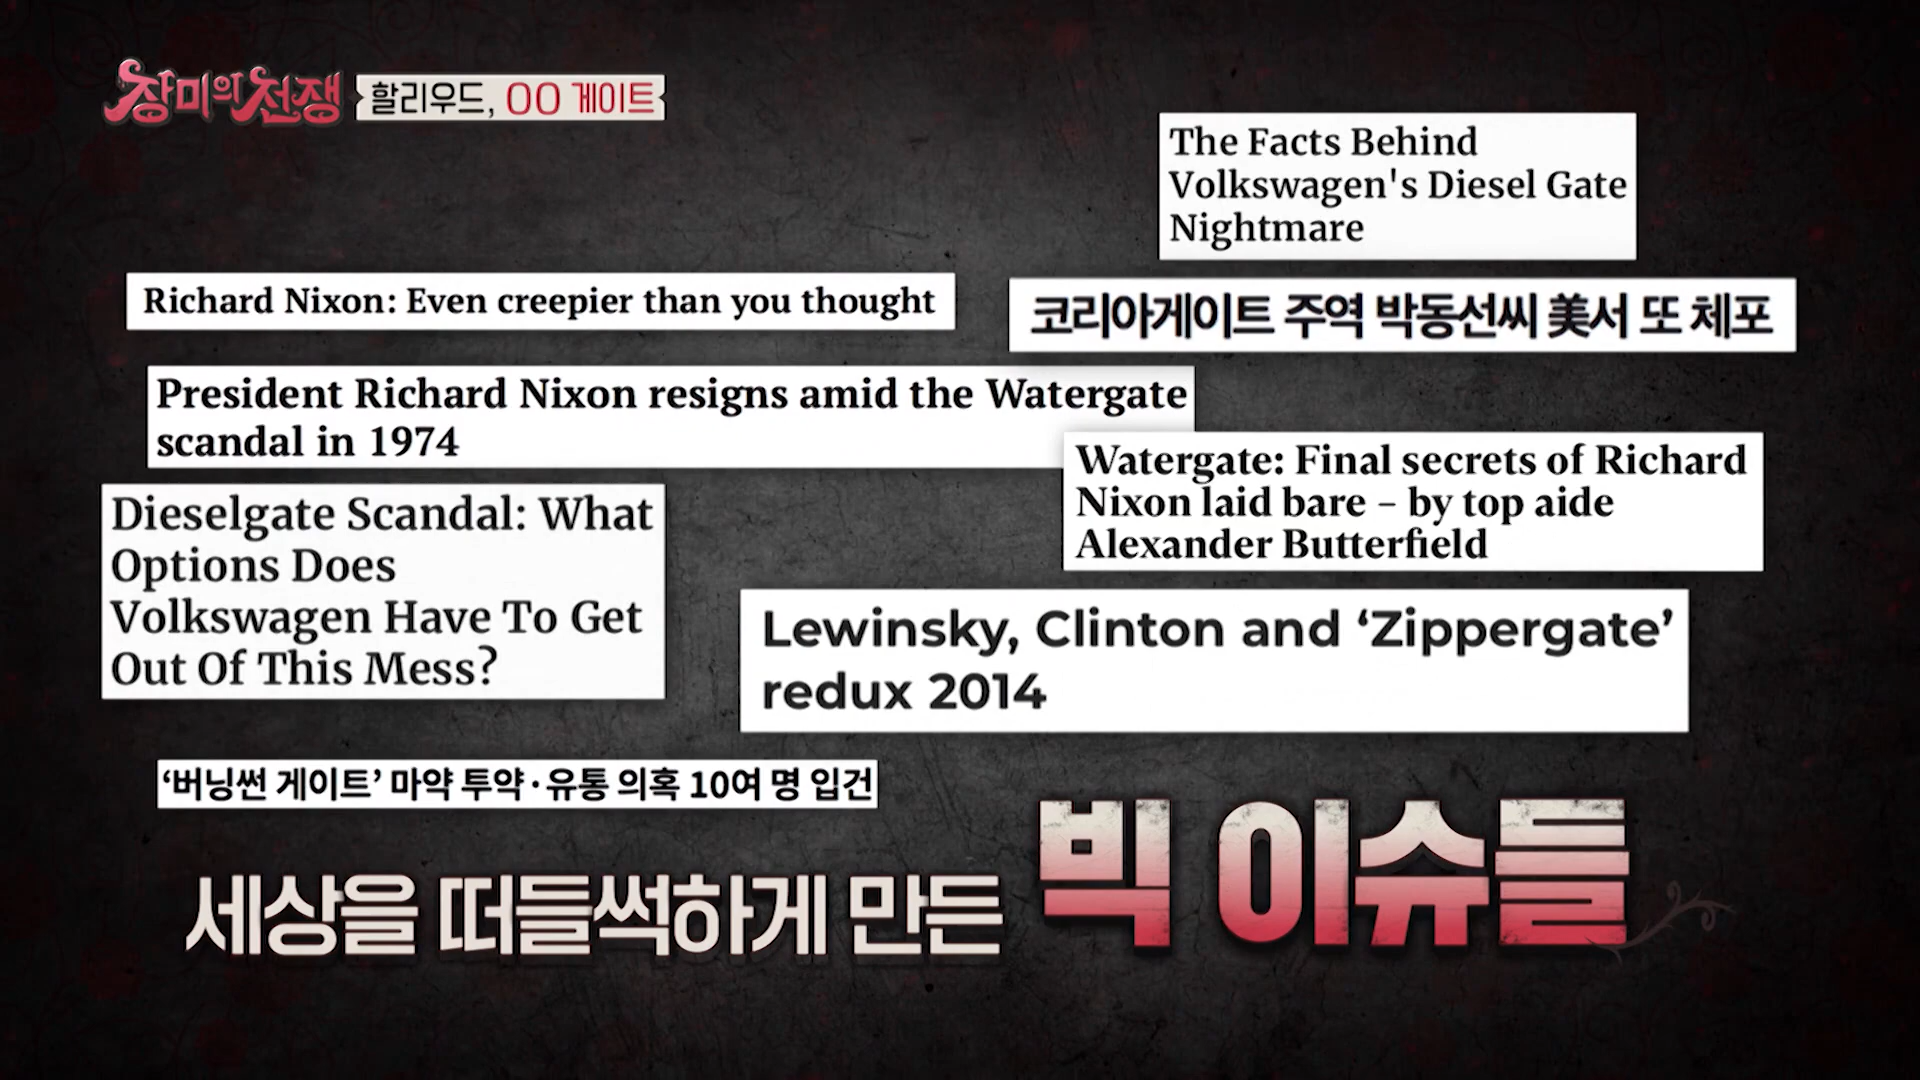 장미의 전쟁
할리우드, OO 게이트
The Facts Behind
Volkswagen's Diesel Gate
Nightmare
Richard Nixon: Even creepier than you thought
코리아게이트 주역 박동선씨 美서 또 체포
President Richard Nixon resigns amid the Watergate
scandal in 1974
Watergate: Final secrets of Richard
Nixon laid bare – by top aide
Alexander Butterfield
Dieselgate Scandal: What
Options Does
Volkswagen Have To Get
Out Of This Mess?
Lewinsky, Clinton and ‘Zippergate’
redux 2014
‘버닝썬 게이트’ 마약 투약·유통 의혹 10여 명 입건
세상을 떠들썩하게 만든 빅 이슈들